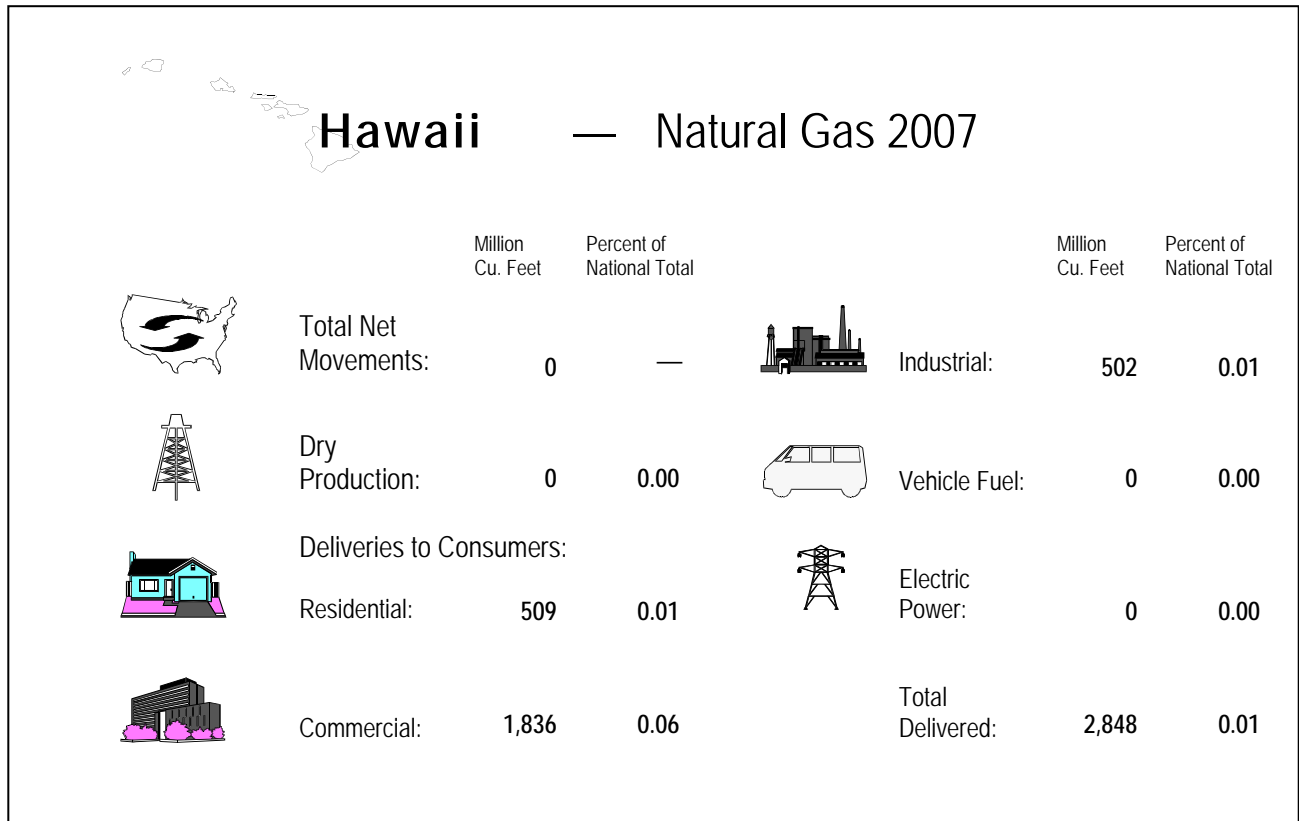 Hawaii — Natural Gas 2007
Million Percent of Million Percent of
Cu. Feet National Total Cu. Feet National Total
Total Net
Movements: 0 — Industrial: 502 0.01
Dry
Production: 0 0.00 Vehicle Fuel: 0 0.00
Deliveries to Consumers:
Electric
Residential: 509 0.01 Power: 0 0.00
Total
Commercial: 1,836 0.06 Delivered: 2,848 0.01